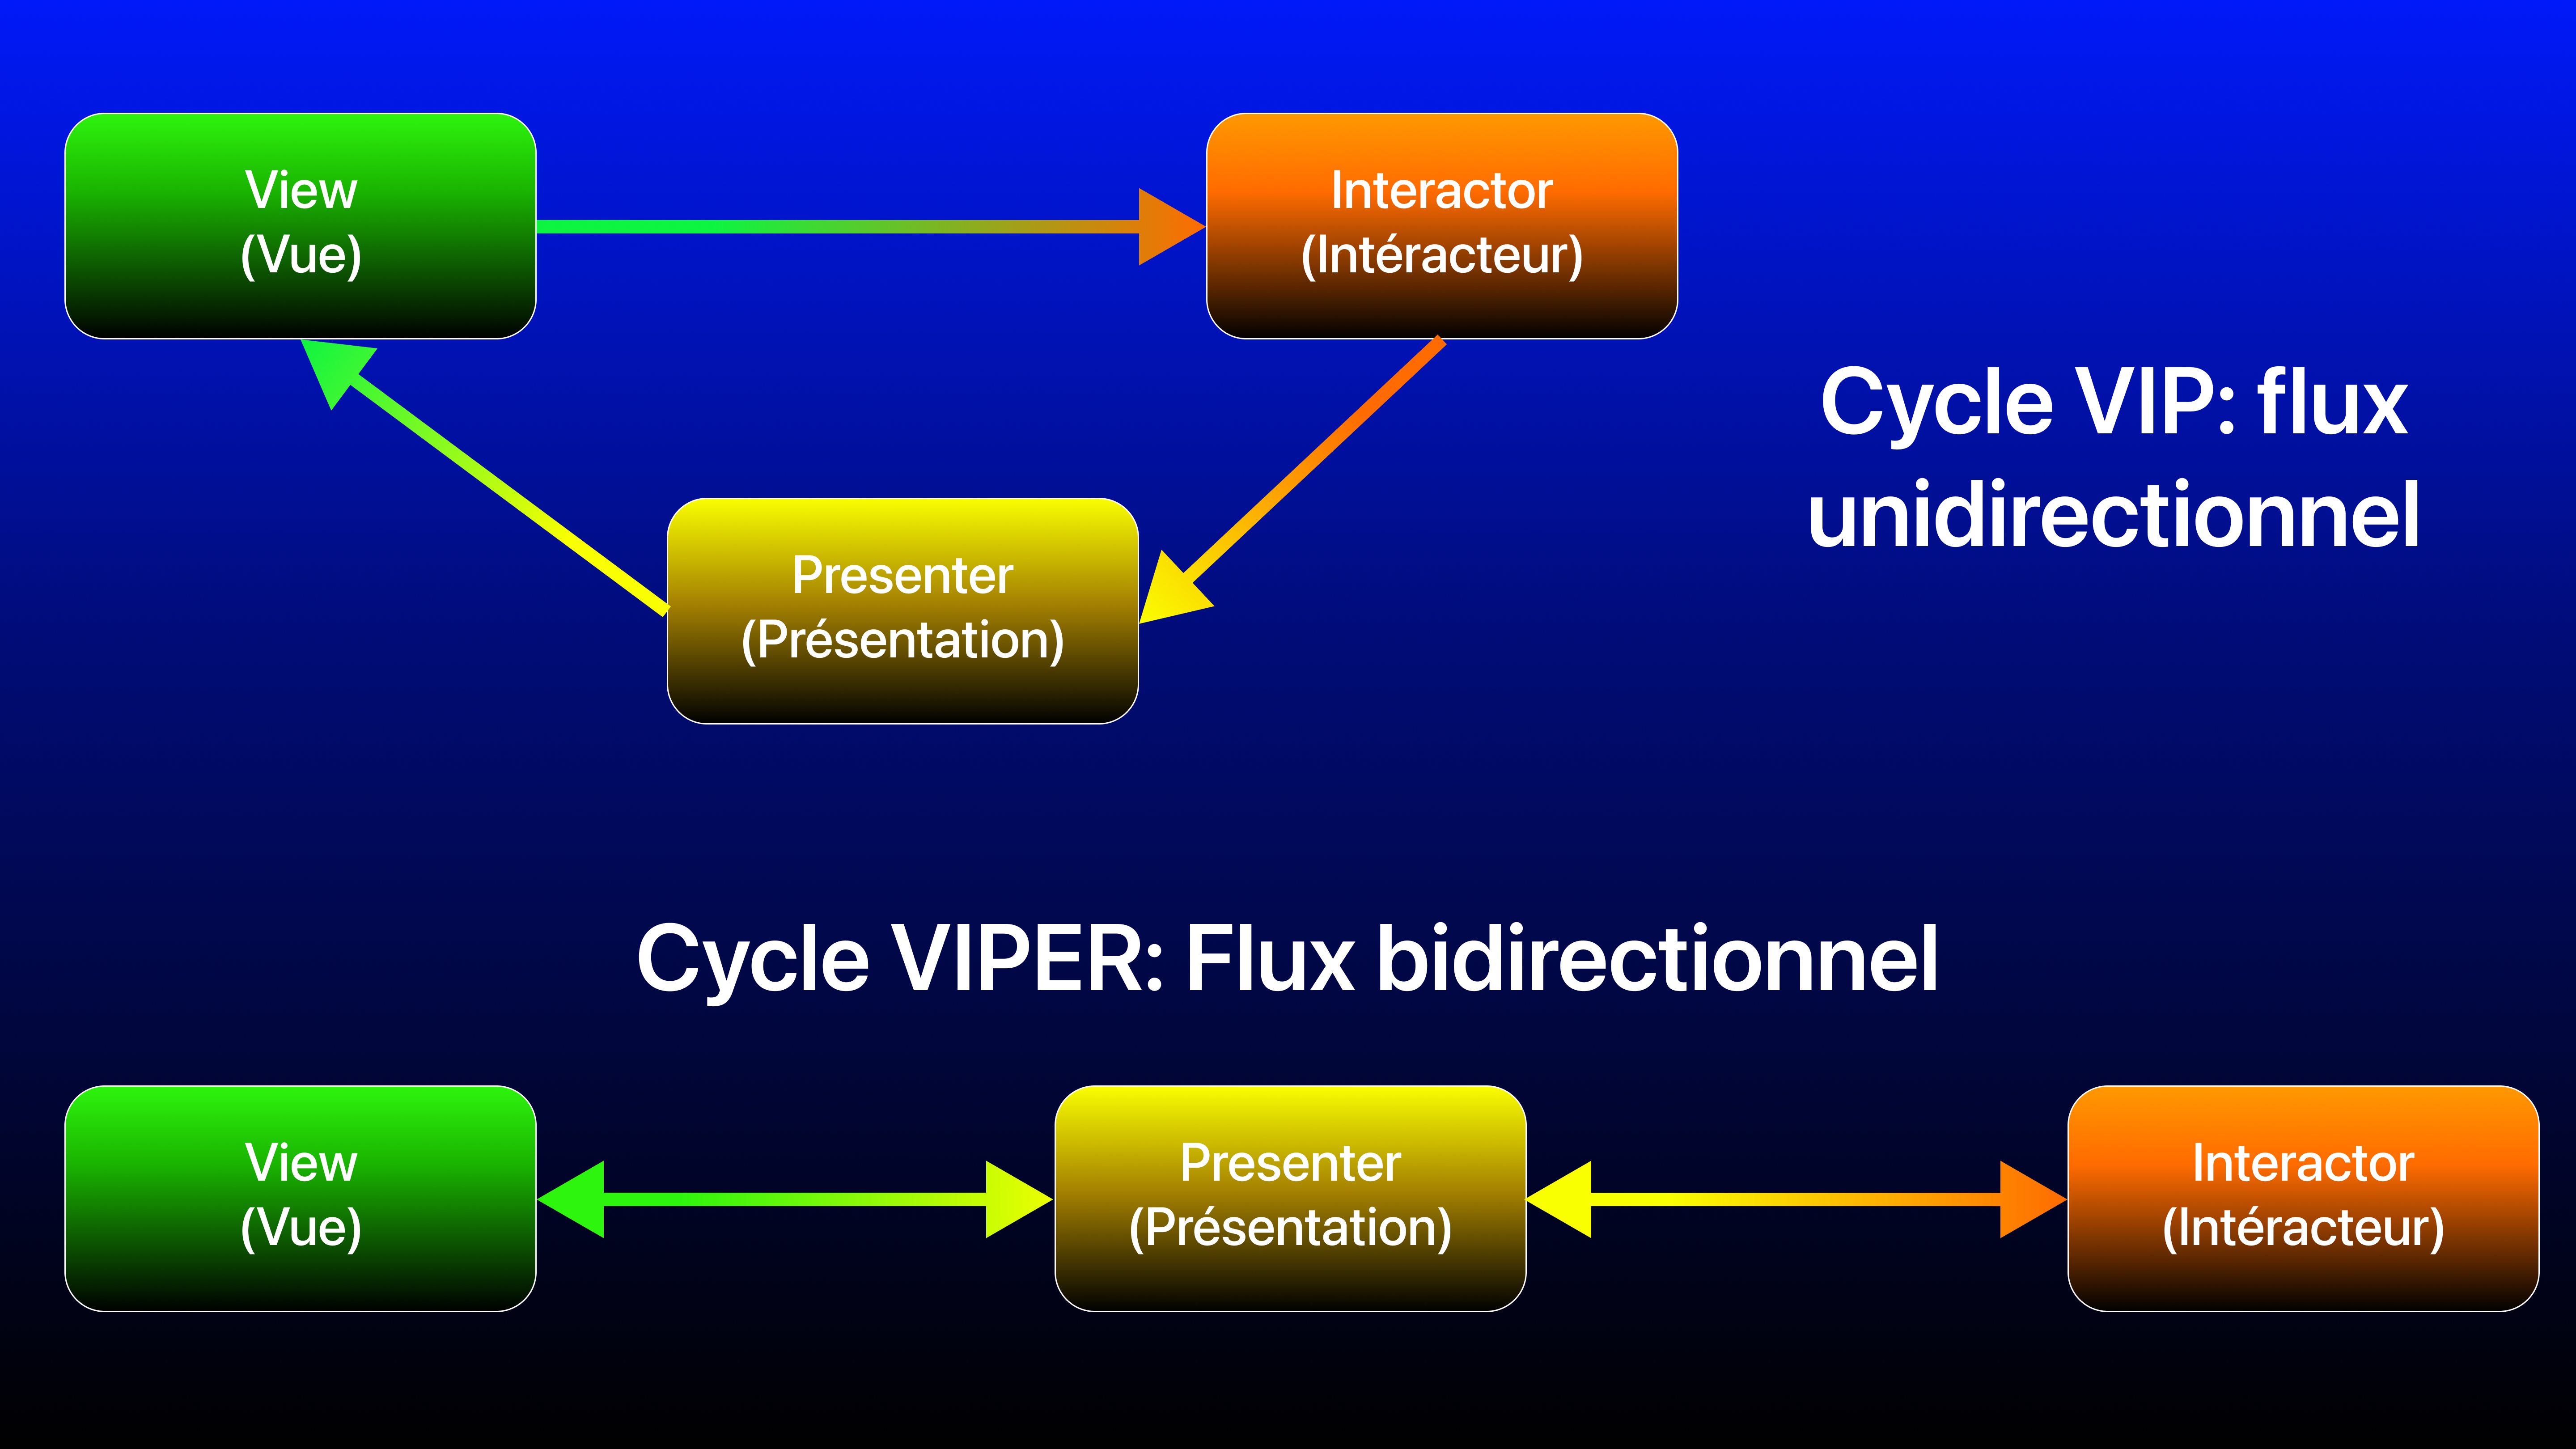 View
(Vue)
Interactor
(Intéracteur)
Cycle VIP: flux
unidirectionnel
Presenter
(Présentation)
Cycle VIPER: Flux bidirectionnel
View
(Vue)
Presenter
(Présentation)
Interactor
(Intéracteur)